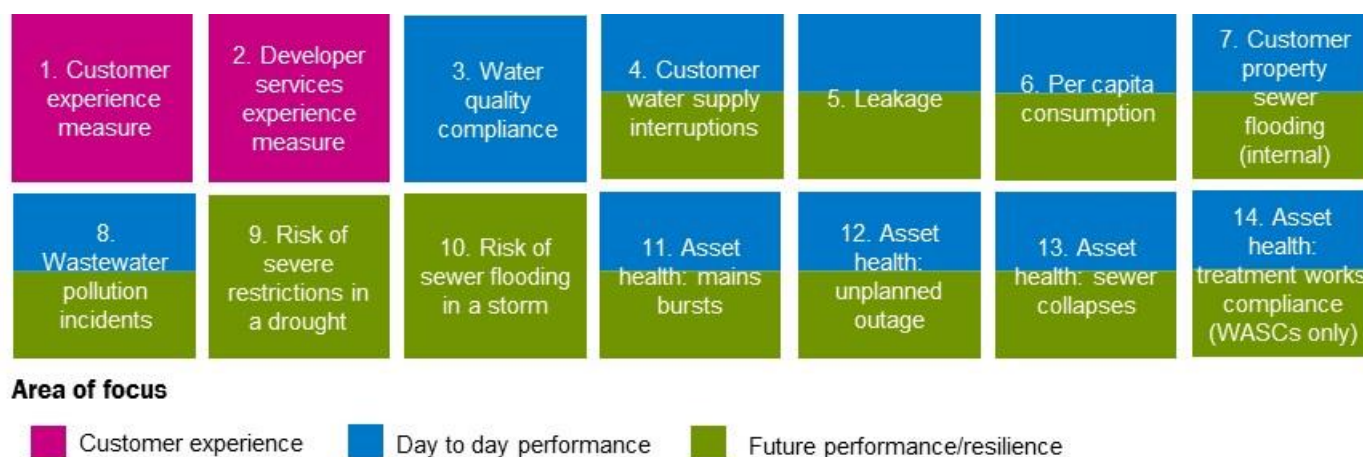 1. Customer
experience
measure
2. Developer
services
experience
measure
3. Water
quality
compliance
4. Customer
water supply
interruptions
5. Leakage
6. Per capita
consumption
7. Customer
property
sewer
flooding
(internal)
8.
Wastewater
pollution
incidents
9. Risk of
severe
restrictions in
a drought
10. Risk of
sewer flooding
in a storm
11. Asset
health: mains
bursts
12. Asset
health:
unplanned
outage
13. Asset
health: sewer
collapses
14. Asset
health:
treatment works
compliance
(WASCs only)
Area of focus
Customer experience
Day to day performance
Future performance/resilience